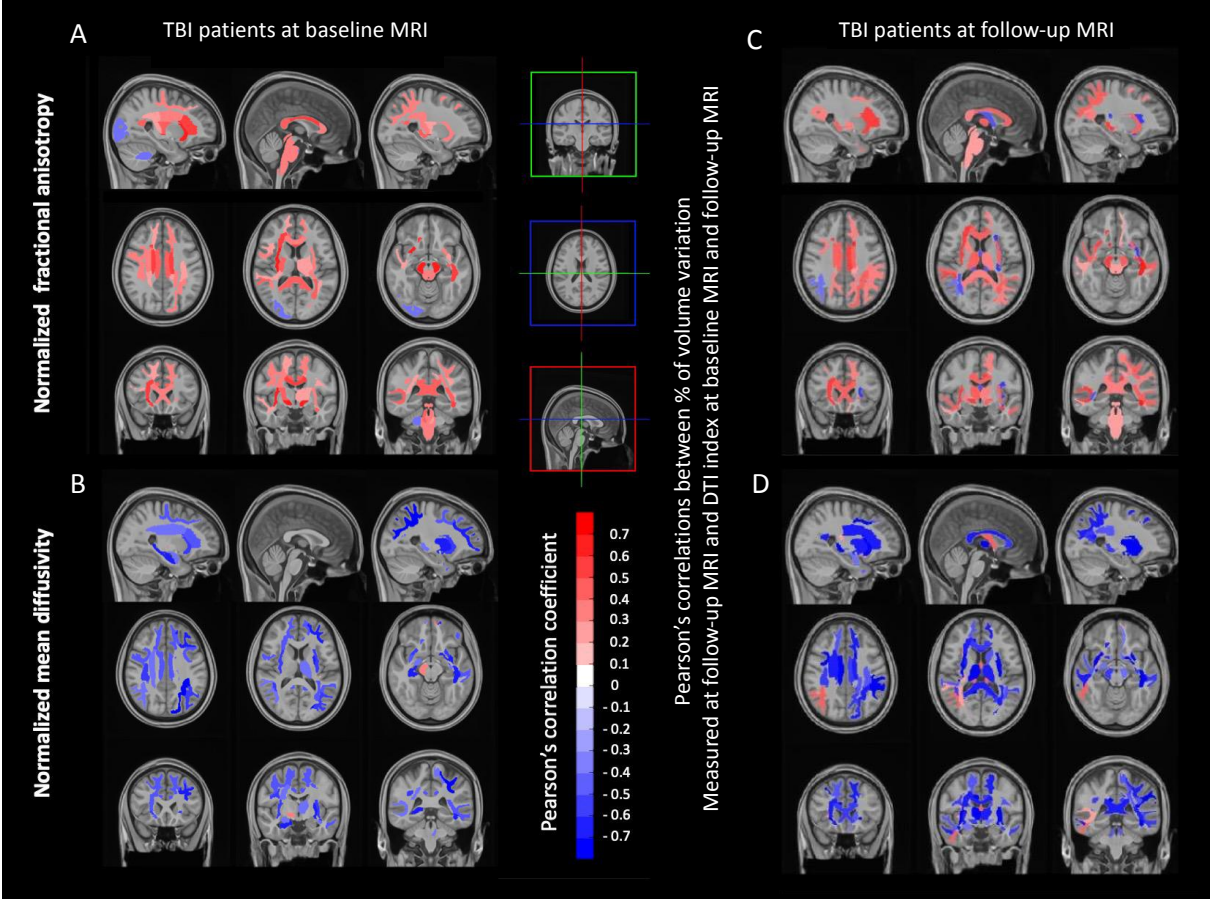 A
TBI patients at baseline MRI
C
TBI patients at follow-up MRI
Normalized fractional anisotropy
B
Normalized mean diffusivity
Pearson's correlation coefficient
0.7
0.6
0.5
0.4
0.3
0.2
0.1
0
- 0.1
- 0.2
- 0.3
- 0.4
- 0.5
- 0.6
- 0.7
Pearson's correlations between % of volume variation
Measured at follow-up MRI and DTI index at baseline MRI and follow-up MRI
D